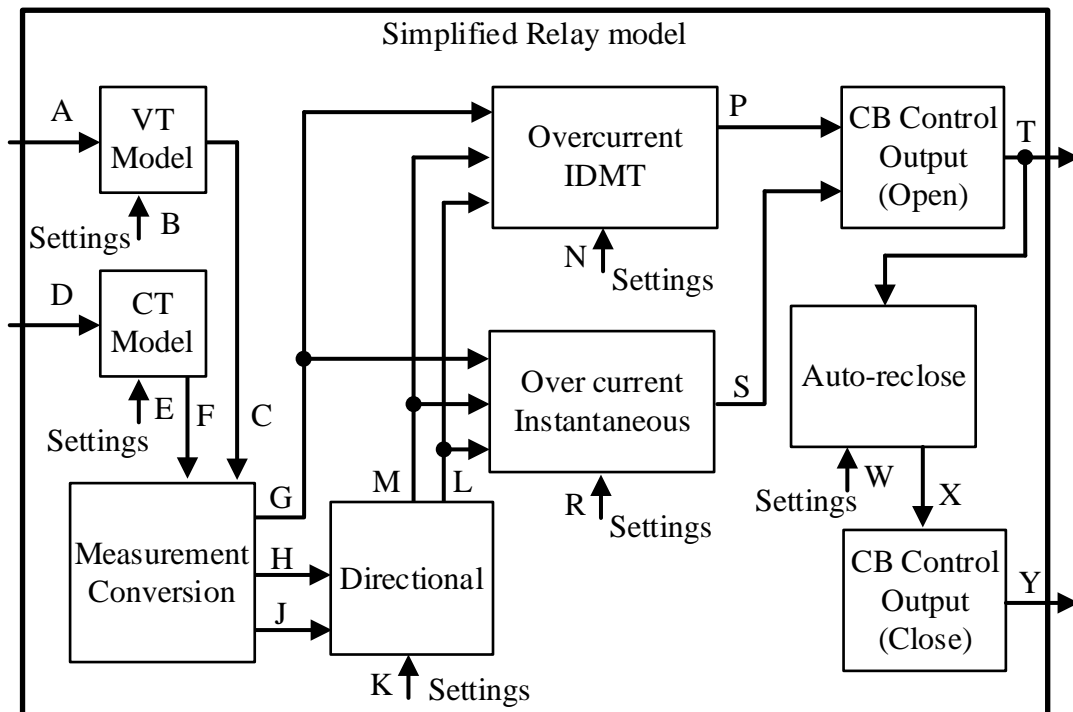 Simplified Relay model
A
VT
Model
B
Settings
D
CT
Model
E
Settings
F
C
Measurement
Conversion
G
H
J
M
L
Directional
K
Settings
Overcurrent
IDMT
N
Settings
P
Over current
Instantaneous
R
Settings
S
CB Control
Output
(Open)
T
Auto-reclose
W
Settings
X
CB Control
Output
(Close)
Y